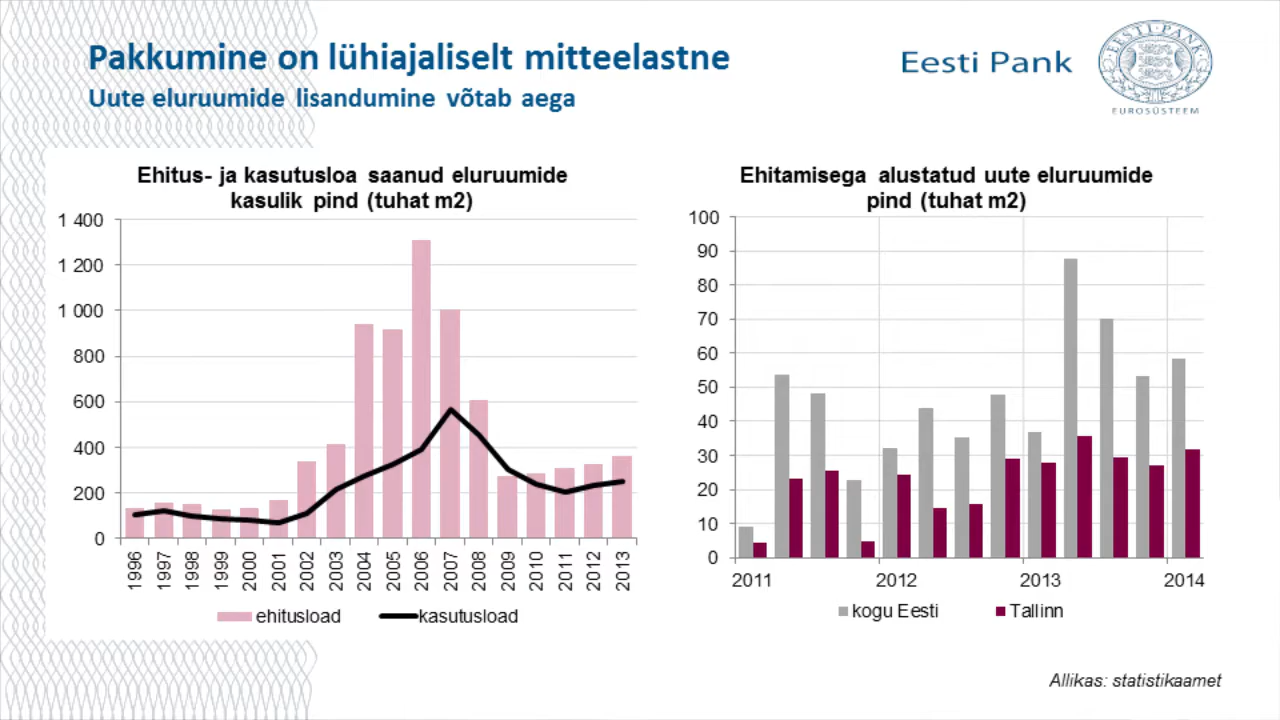 Pakkumine on lühiajaliselt mitteelastne
Uute eluruumide lisandumine võtab aega
Eesti Pank
EESTI PANK
EUROSÜSTEEM
Ehitus- ja kasutusloa saanud eluruumide
kasulik pind (tuhat m2)
1 400
1 200
1 000
800
600
400
200
0
1996
1997
1998
1999
2000
2001
2002
2003
2004
2005
2006
2007
2008
2009
2010
2011
2012
2013
ehitusload
kasutusload
Ehitamisega alustatud uute eluruumide
pind (tuhat m2)
100
90
80
70
60
50
40
30
20
10
0
2011
2012
2013
2014
kogu Eesti
Tallinn
Allikas: statistikaamet